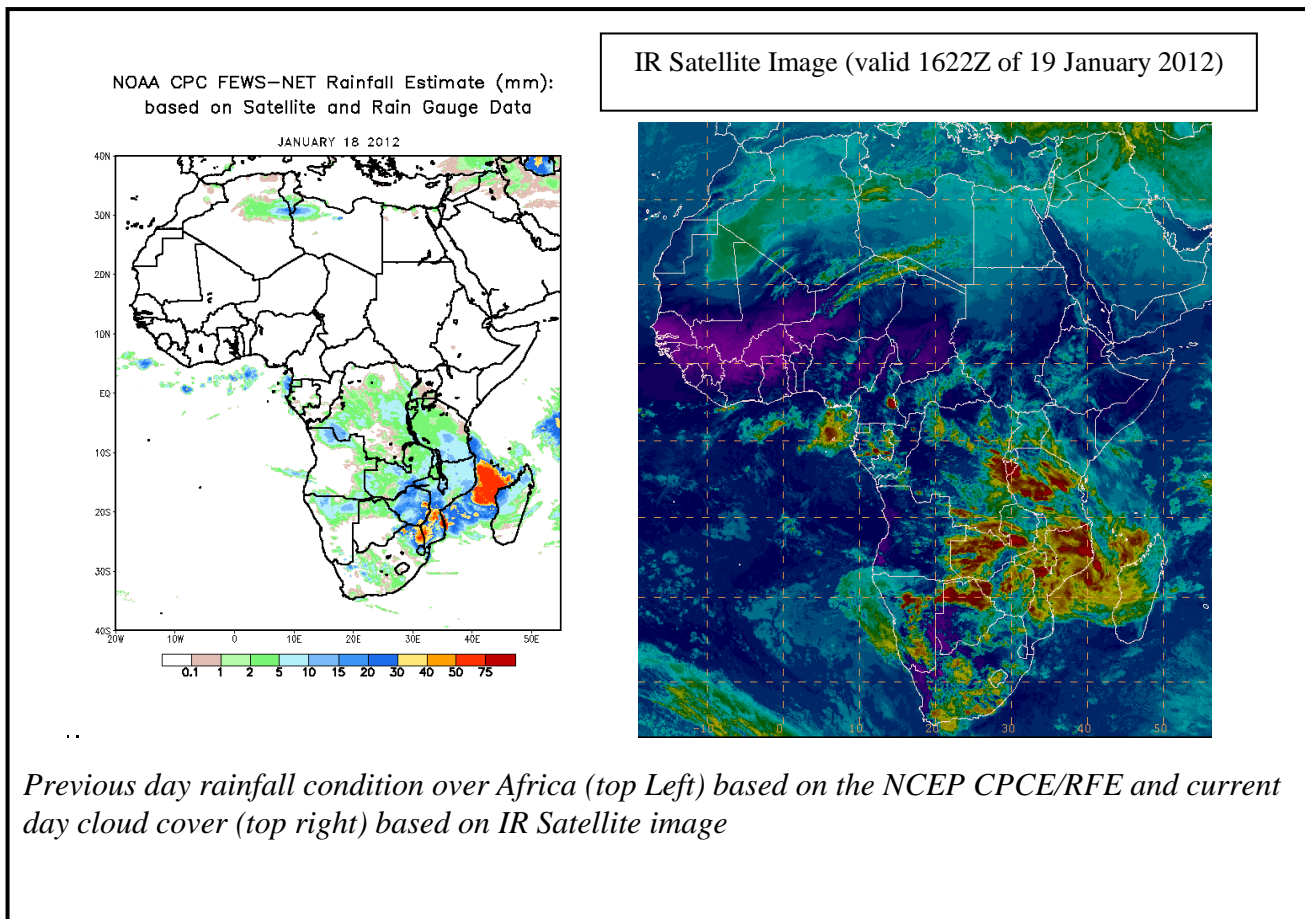 IR Satellite Image (valid 1622Z of 19 January 2012)
NOAA CPC FEWS-NET Rainfall Estimate (mm):
based on Satellite and Rain Gauge Data
JANUARY 18 2012
40N
30N
20N
10N
EQ
10S
20S
30S
40S
20W 10W 0 10E 20E 30E 40E 50E
0.1 1 2 5 10 15 20 30 40 50 75
-10 0 10 20 30 40 50
..
Previous day rainfall condition over Africa (top Left) based on the NCEP CPCE/RFE and current
day cloud cover (top right) based on IR Satellite image